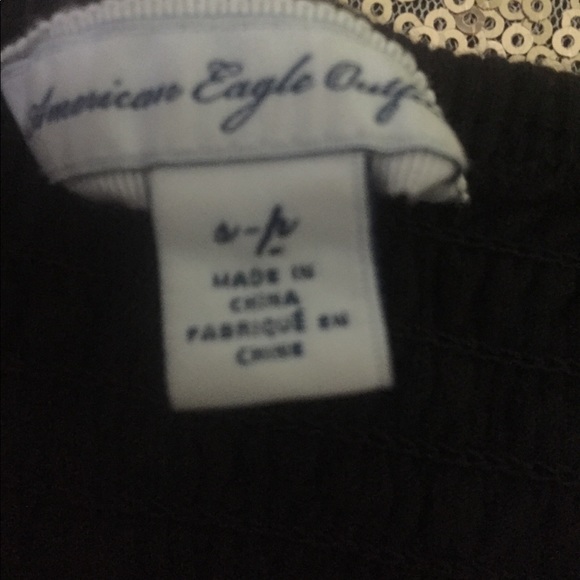 American Eagle Outf
s-p
MADE IN
CHINA
FABRIQUÉ EN
CHINE